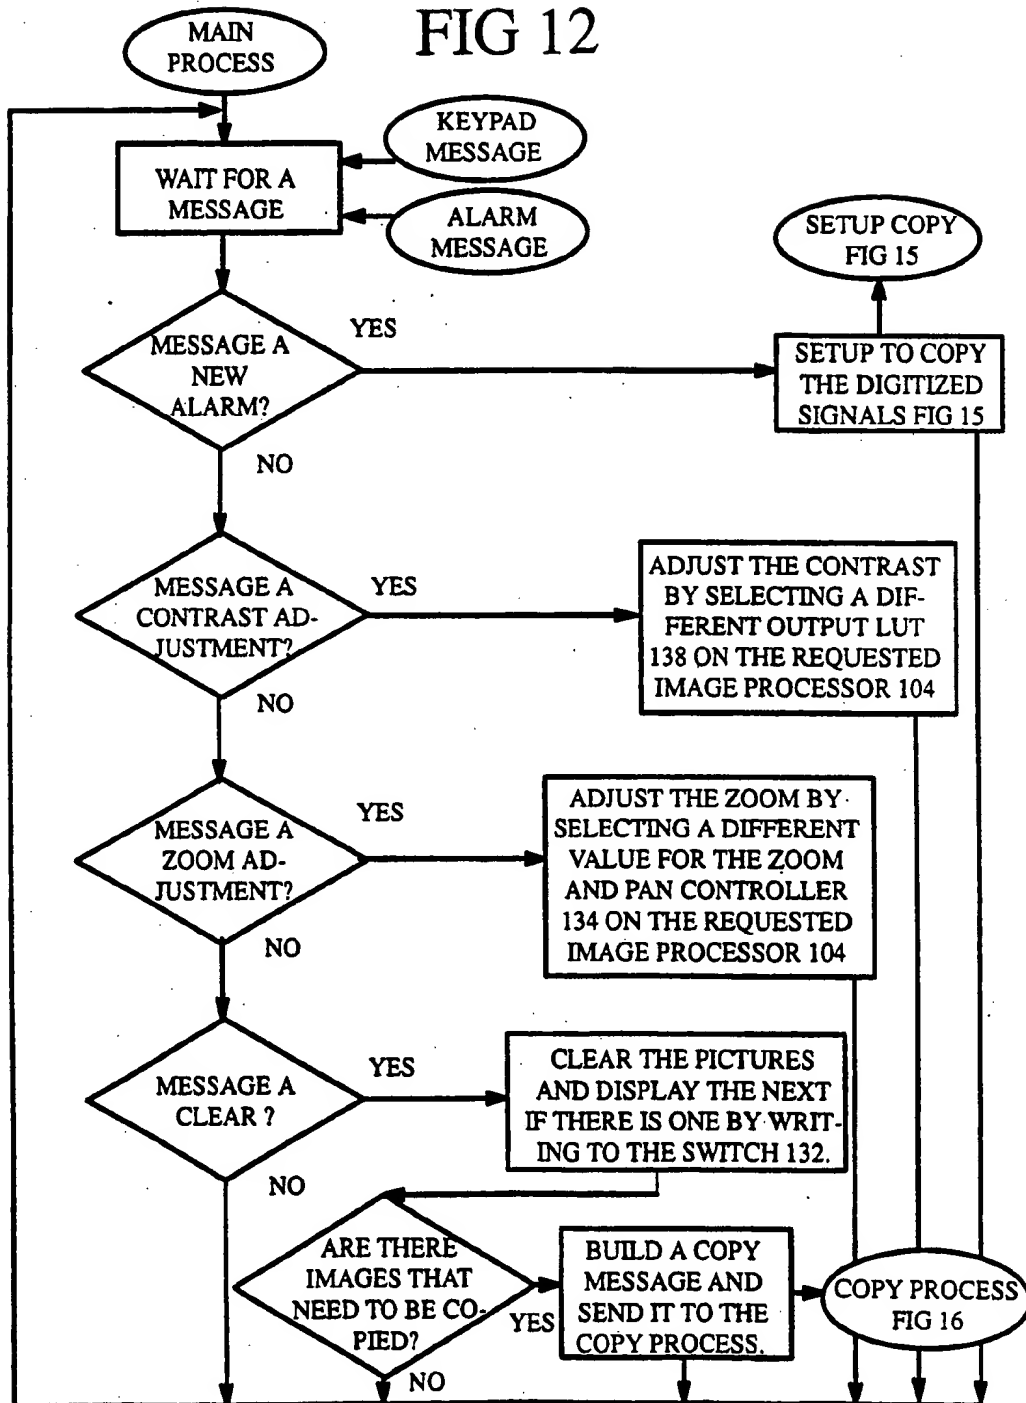 FIG 12
MAIN
PROCESS
KEYPAD
MESSAGE
WAIT FOR A
MESSAGE
ALARM
MESSAGE
SETUP COPY
FIG 15
MESSAGE A
NEW
ALARM?
YES
NO
SETUP TO COPY
THE DIGITIZED
SIGNALS FIG 15
MESSAGE A
CONTRAST AD-
JUSTMENT?
YES
NO
ADJUST THE CONTRAST
BY SELECTING A DIF-
FERENT OUTPUT LUT
138 ON THE REQUESTED
IMAGE PROCESSOR 104
MESSAGE A
ZOOM AD-
JUSTMENT?
YES
NO
ADJUST THE ZOOM BY
SELECTING A DIFFERENT
VALUE FOR THE ZOOM
AND PAN CONTROLLER
134 ON THE REQUESTED
IMAGE PROCESSOR 104
MESSAGE A
CLEAR ?
YES
NO
CLEAR THE PICTURES
AND DISPLAY THE NEXT
IF THERE IS ONE BY WRIT-
ING TO THE SWITCH 132.
ARE THERE
IMAGES THAT
NEED TO BE CO-
PIED?
YES
NO
BUILD A COPY
MESSAGE AND
SEND IT TO THE
COPY PROCESS.
COPY PROCESS
FIG 16